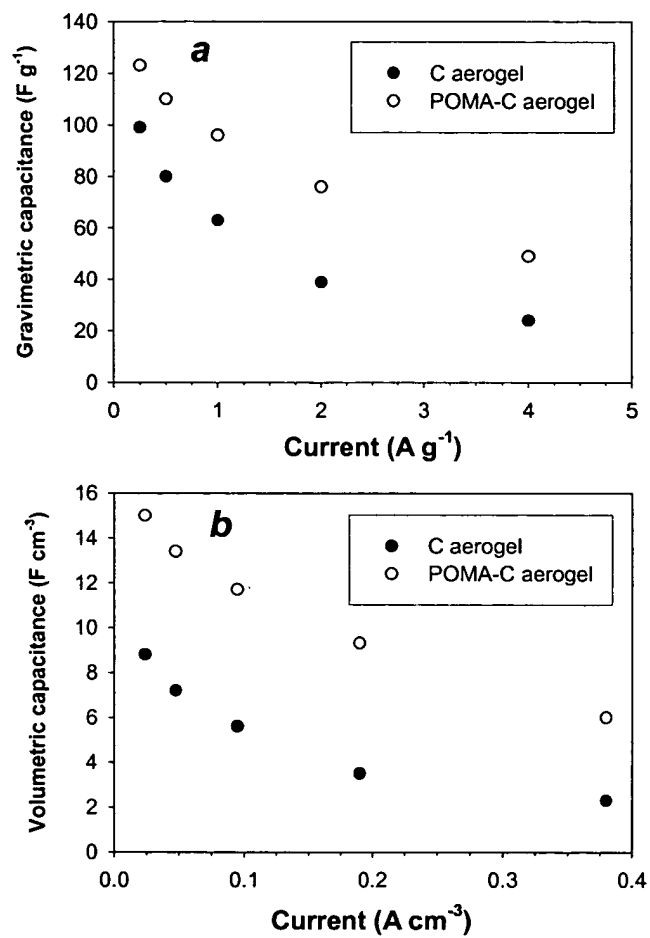 140
120
100
80
60
40
20
0
Gravimetric capacitance (F g-1)
a
C aerogel
POMA-C aerogel
0 1 2 3 4 5
Current (A g-1)
16
14
12
10
8
6
4
2
0
Volumetric capacitance (F cm-3)
b
C aerogel
POMA-C aerogel
0.0 0.1 0.2 0.3 0.4
Current (A cm-3)